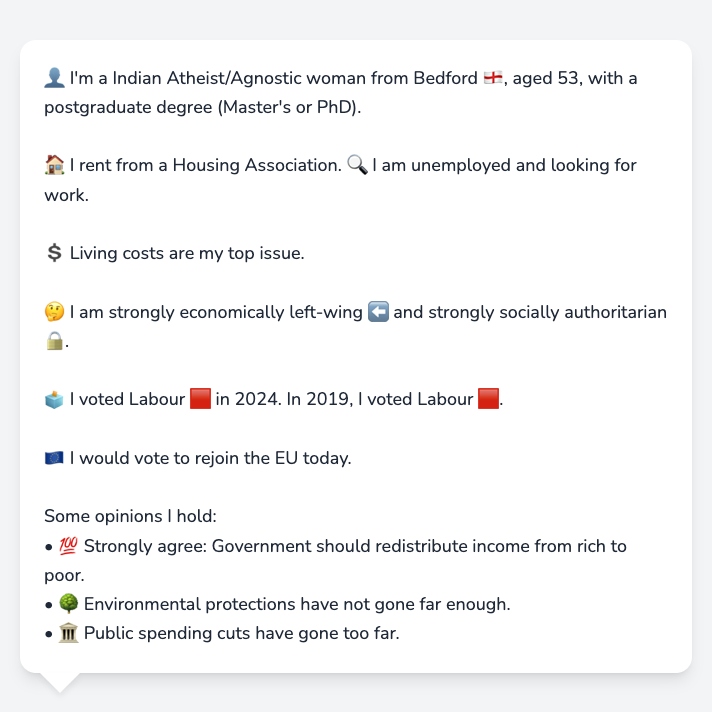 👤 I'm a Indian Atheist/Agnostic woman from Bedford 🏴󠁧󠁢󠁥󠁮󠁧󠁿, aged 53, with a
postgraduate degree (Master's or PhD).
🏠 I rent from a Housing Association. 🔍 I am unemployed and looking for
work.
💲 Living costs are my top issue.
🤔 I am strongly economically left-wing ⬅️ and strongly socially authoritarian
🔒.
🗳️ I voted Labour 🟥 in 2024. In 2019, I voted Labour 🟥.
🇪🇺 I would vote to rejoin the EU today.
Some opinions I hold:
• 💯 Strongly agree: Government should redistribute income from rich to
poor.
• 🌳 Environmental protections have not gone far enough.
• 🏛️ Public spending cuts have gone too far.